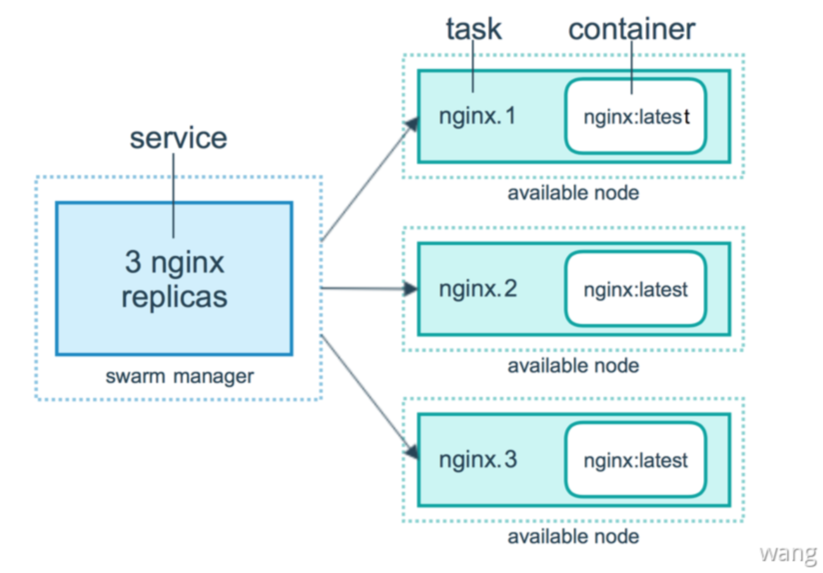 task
container
service
3 nginx
replicas
swarm manager
nginx.1
nginx:latest
available node
nginx.2
nginx:latest
available node
nginx.3
nginx:latest
available node
wang